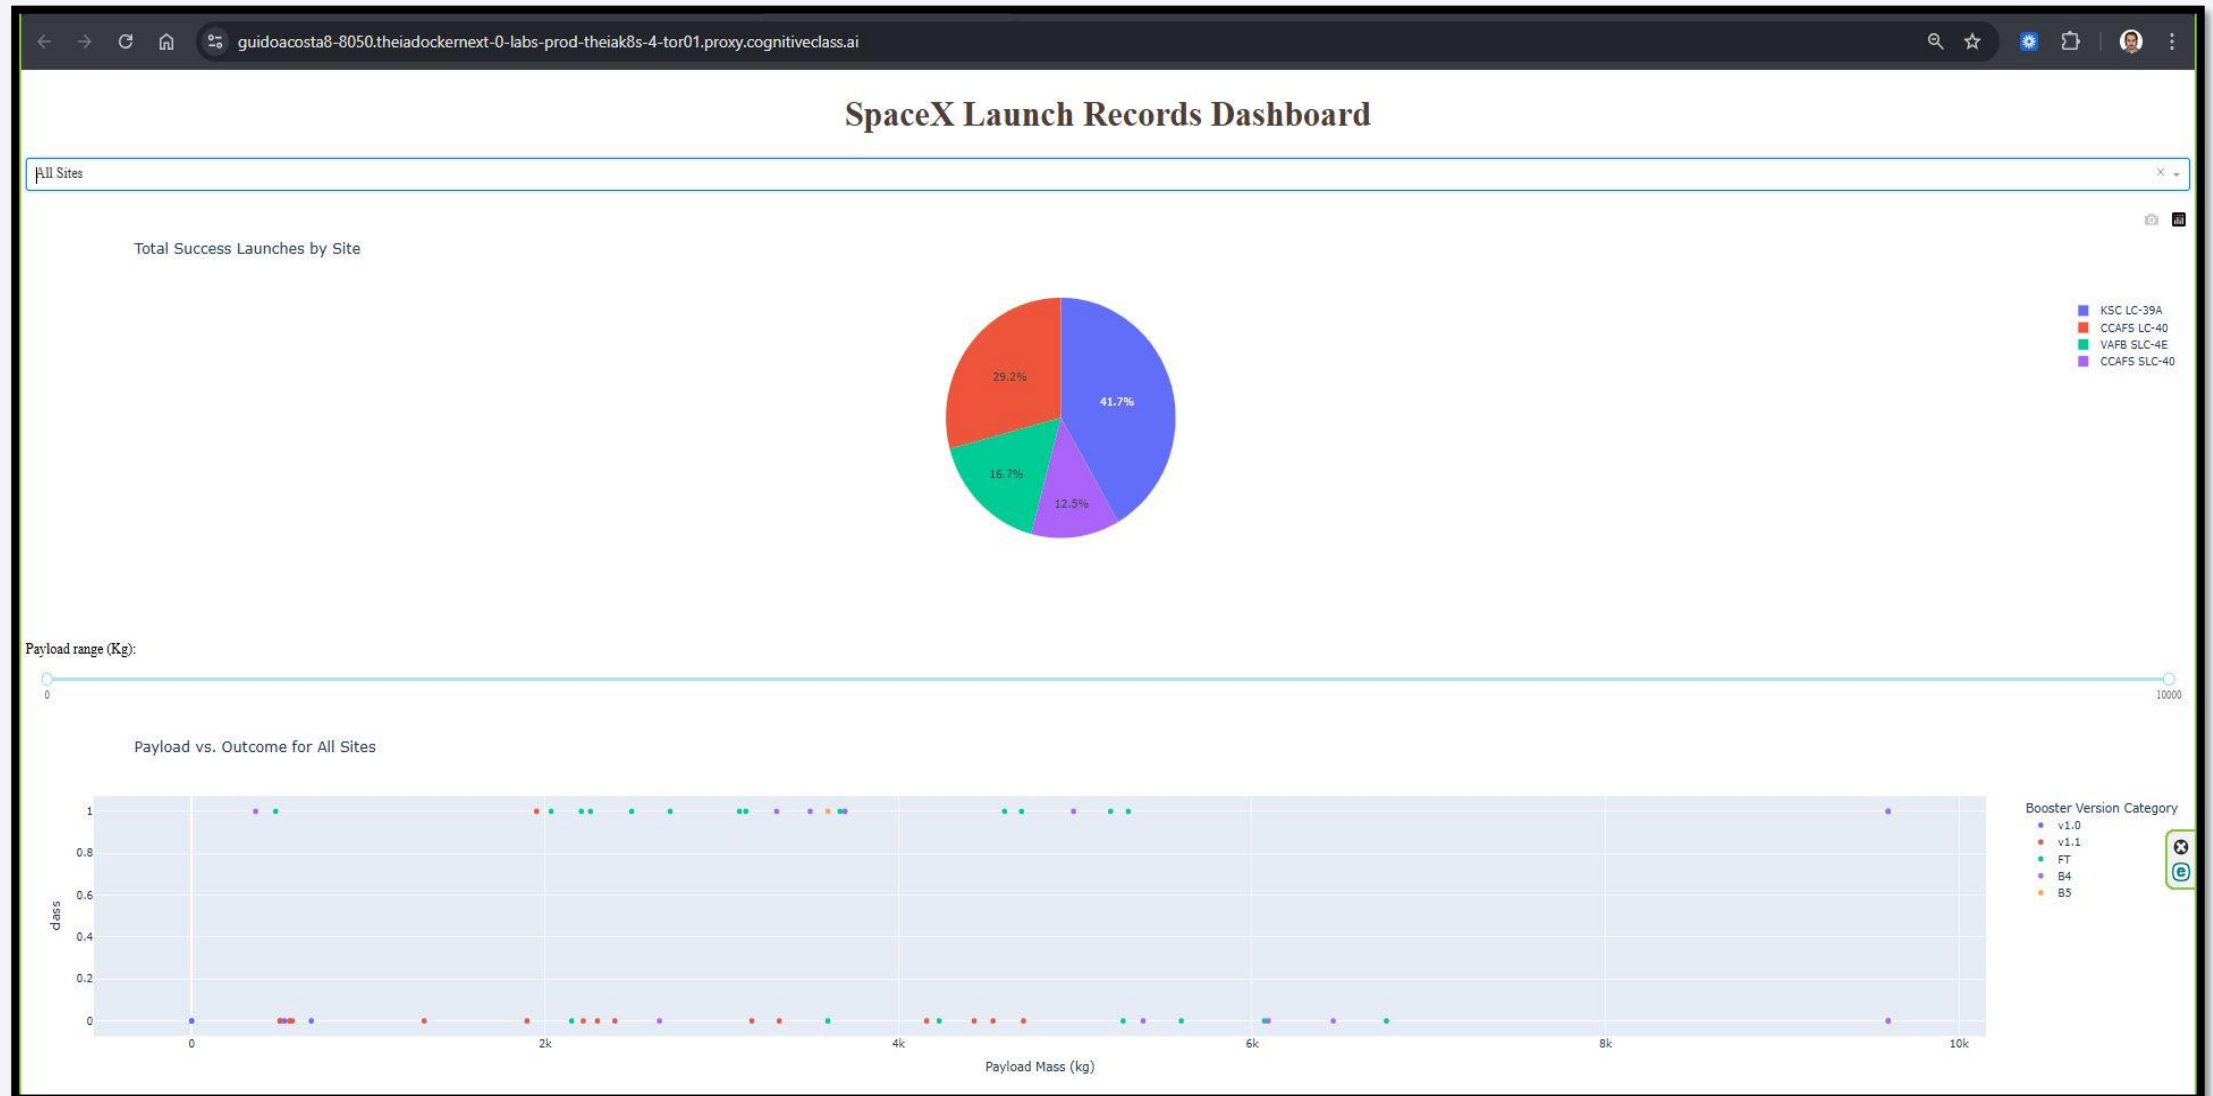 guidoacosta8-8050.theiadockernext-0-labs-prod-theiak8s-4-tor01.proxy.cognitiveclass.ai
SpaceX Launch Records Dashboard
All Sites
Total Success Launches by Site
KSC LC-39A
CCAFS LC-40
VAFB SLC-4E
CCAFS SLC-40
29.2%
41.7%
16.7%
12.5%
Payload range (Kg):
0
10000
Payload vs. Outcome for All Sites
Booster Version Category
v1.0
v1.1
FT
B4
B5
1
0.8
0.6
0.4
0.2
0
class
0 2k 4k 6k 8k 10k
Payload Mass (kg)